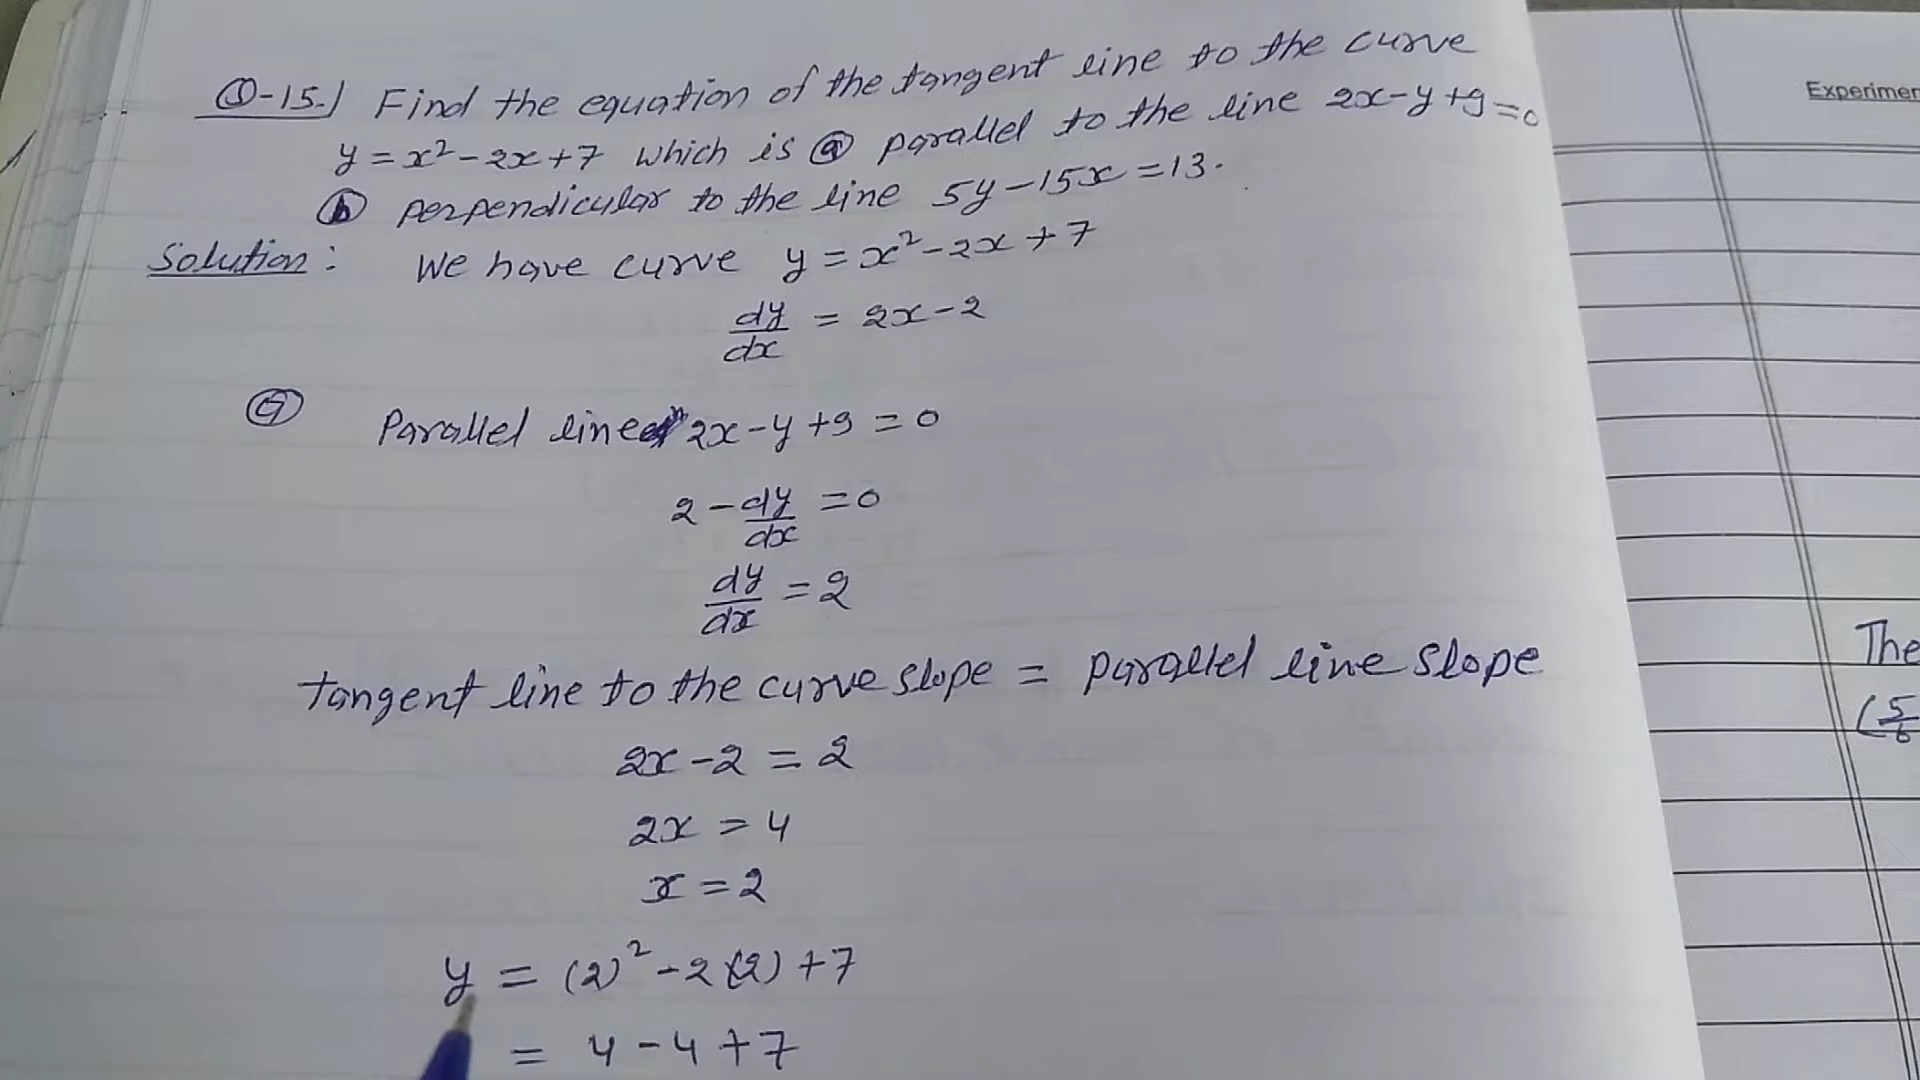 Q-15.) Find the equation of the tangent line to the curve
y = x² - 2x + 7 which is ⓐ parallel to the line 2x - y + 9 = 0
ⓑ perpendicular to the line 5y - 15x = 13.
Solution : We have curve y = x² - 2x + 7
dy/dx = 2x - 2
ⓐ Parallel line 2x - y + 9 = 0
2 - dy/dx = 0
dy/dx = 2
tangent line to the curve slope = parallel line slope
2x - 2 = 2
2x = 4
x = 2
y = (2)² - 2(2) + 7
= 4 - 4 + 7
Experimen
The
(5/6